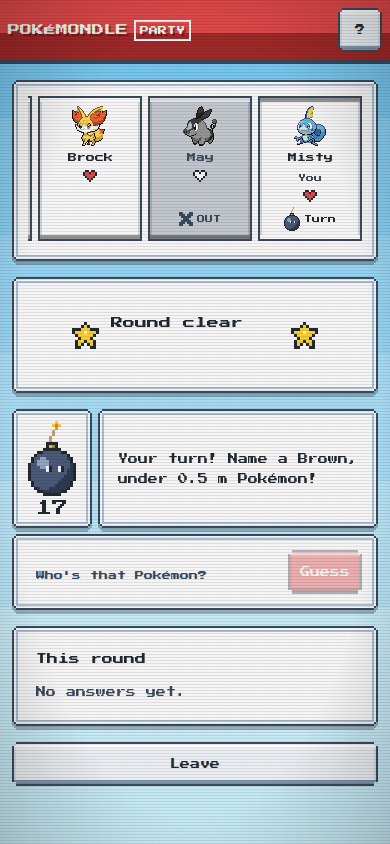 POKéMONDLE PARTY
?
Brock
May
OUT
Misty
You
Turn
Round clear
17
Your turn! Name a Brown,
under 0.5 m Pokémon!
Who's that Pokémon?
Guess
This round
No answers yet.
Leave